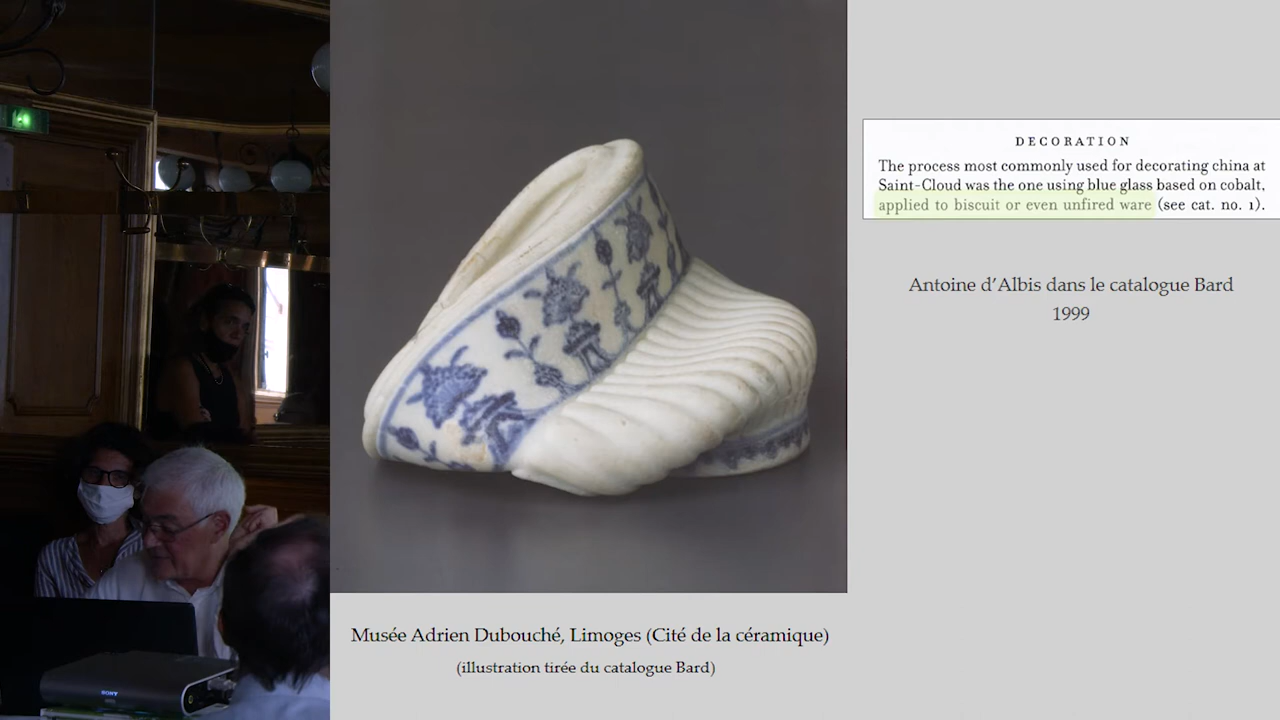 DECORATION
The process most commonly used for decorating china at
Saint-Cloud was the one using blue glass based on cobalt,
applied to biscuit or even unfired ware (see cat. no. 1).
Antoine d'Albis dans le catalogue Bard
1999
Musée Adrien Dubouché, Limoges (Cité de la céramique)
(illustration tirée du catalogue Bard)
SONY